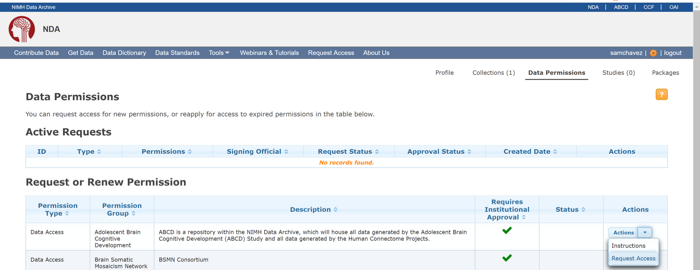 NIMH Data Archive NDA | ABCD | CCF | OAI
NDA
Contribute Data Get Data Data Dictionary Data Standards Tools Webinars & Tutorials Request Access About Us samchavez | | logout
Profile Collections (1) Data Permissions Studies (0) Packages
Data Permissions ?
You can request access for new permissions, or reapply for access to expired permissions in the table below.
Active Requests
ID Type Permissions Signing Official Request Status Approval Status Created Date Actions
No records found.
Request or Renew Permission
Permission Type Permission Group Description Requires Institutional Approval Status Actions
Data Access Adolescent Brain Cognitive Development ABCD is a repository within the NIMH Data Archive, which will house all data generated by the Adolescent Brain Cognitive Development (ABCD) Study and all data generated by the Human Connectome Projects. Actions
Instructions
Request Access
Data Access Brain Somatic Mosaicism Network BSMN Consortium